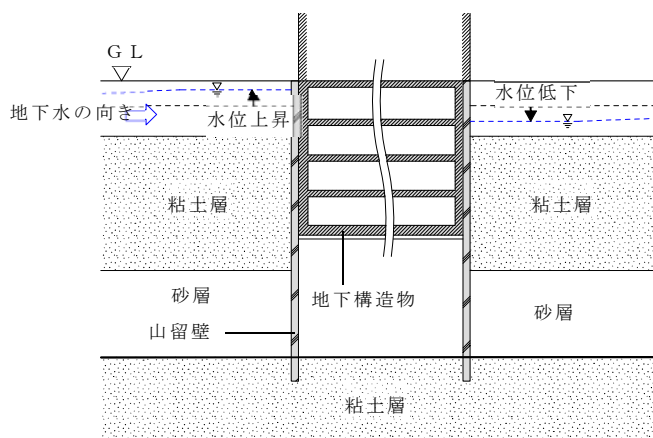 GL
水位低下
地下水の向き
水位上昇
粘土層
粘土層
砂層
地下構造物
砂層
山留壁
粘土層